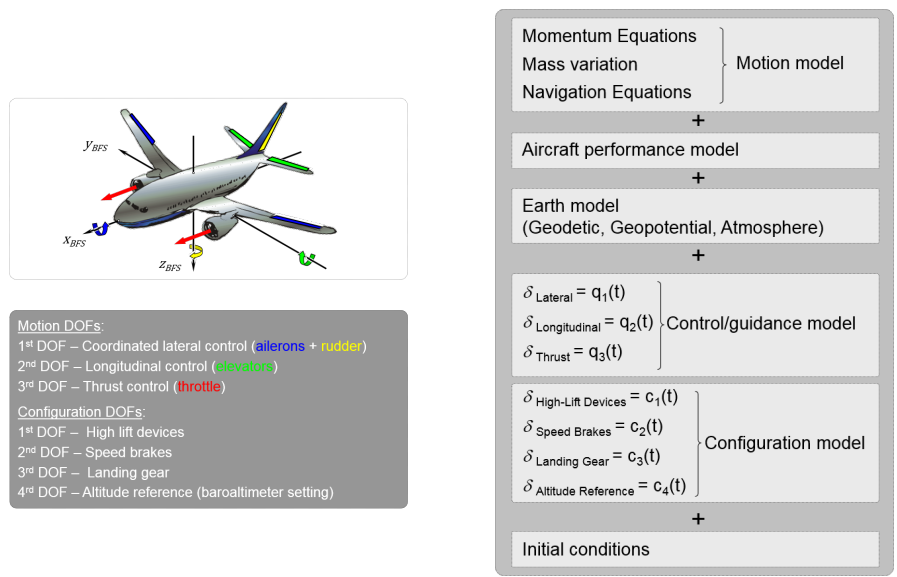 y BFS
x BFS
z BFS
Motion DOFs:
1st DOF – Coordinated lateral control (ailerons + rudder)
2nd DOF – Longitudinal control (elevators)
3rd DOF – Thrust control (throttle)
Configuration DOFs:
1st DOF – High lift devices
2nd DOF – Speed brakes
3rd DOF – Landing gear
4rd DOF – Altitude reference (baroaltimeter setting)
Momentum Equations
Mass variation
Navigation Equations
Motion model
+
Aircraft performance model
+
Earth model
(Geodetic, Geopotential, Atmosphere)
+
δ Lateral = q1(t)
δ Longitudinal = q2(t)
δ Thrust = q3(t)
Control/guidance model
δ High-Lift Devices = c1(t)
δ Speed Brakes = c2(t)
δ Landing Gear = c3(t)
δ Altitude Reference = c4(t)
Configuration model
+
Initial conditions